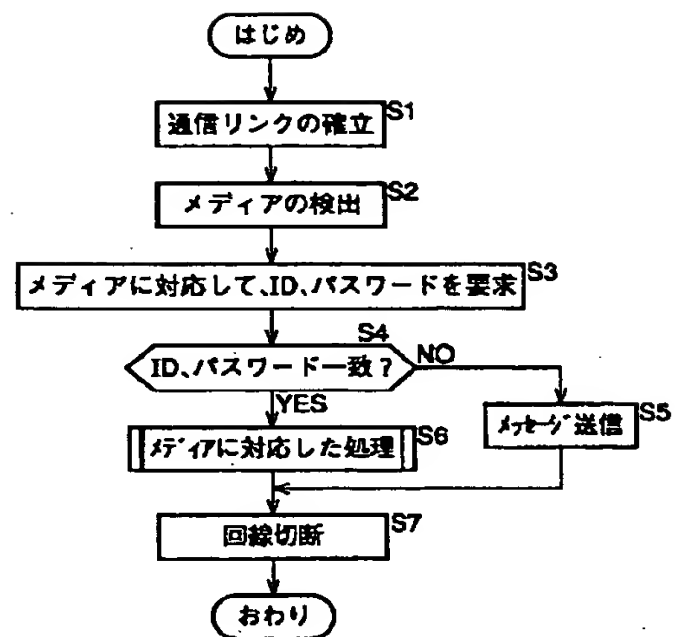 はじめ
通信リンクの確立 S1
メディアの検出 S2
メディアに対応して、ID、パスワードを要求 S3
S4
ID、パスワード一致? NO
YES
メッセージ送信 S5
メディアに対応した処理 S6
回線切断 S7
おわり